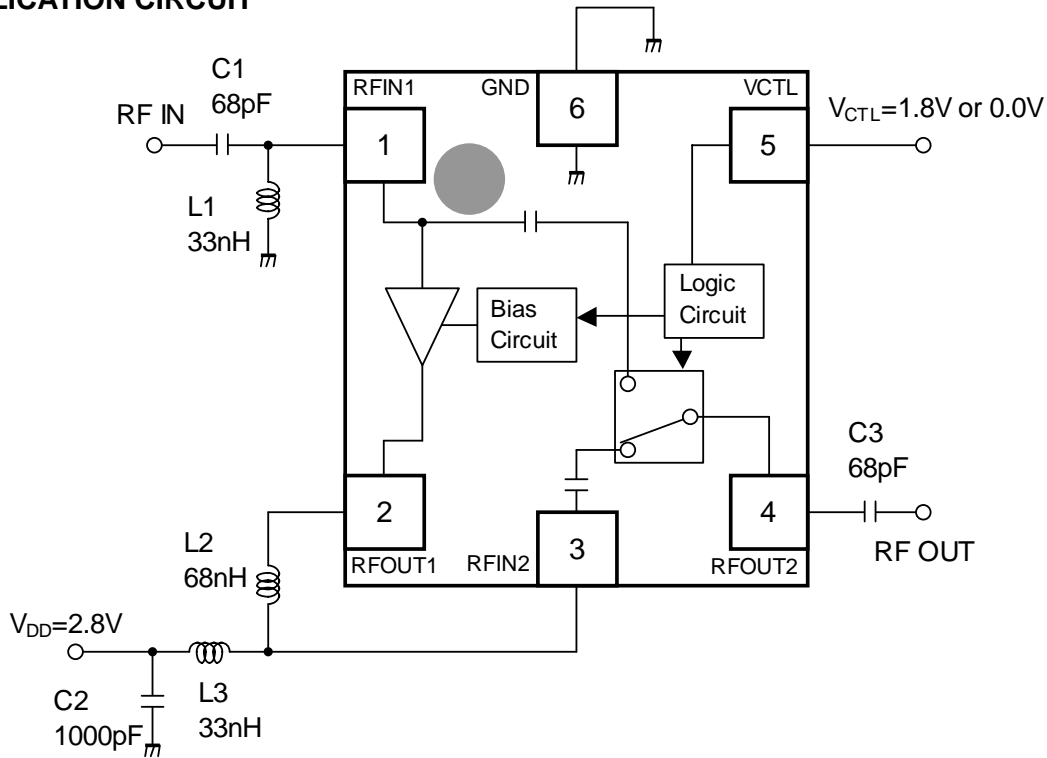 LICATION CIRCUIT
C1
68pF
RF IN
L1
33nH
RFIN1
1
GND
6
VCTL
5
VCTL=1.8V or 0.0V
Logic
Circuit
Bias
Circuit
2
RFOUT1
RFIN2
3
4
RFOUT2
C3
68pF
RF OUT
L2
68nH
VDD=2.8V
C2
1000pF
L3
33nH